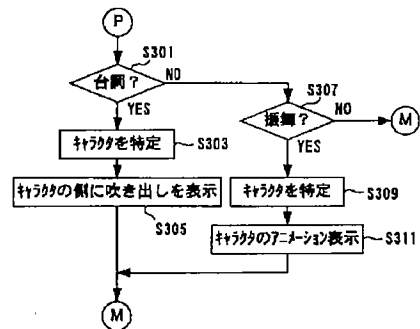 P
S301
台詞?
NO
YES
S307
振舞?
NO
M
YES
キャラクタを特定
S303
キャラクタの側に吹き出しを表示
S305
キャラクタを特定
S309
キャラクタのアニメーション表示
S311
M